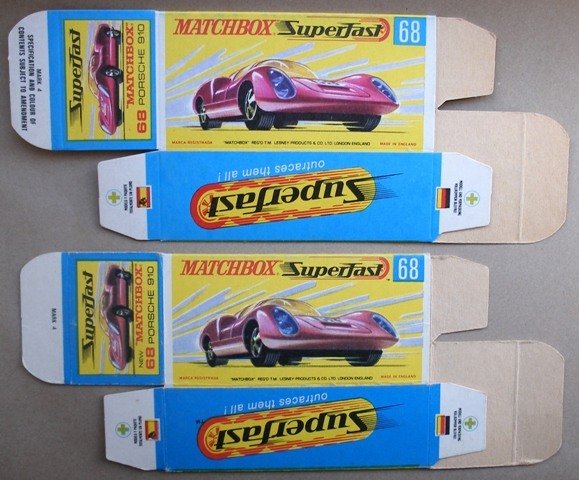 SPECIFICATION AND COLOUR OF
CONTENTS SUBJECT TO AMENDMENT
MARK 4
Superfast
"MATCHBOX"
68 PORSCHE 910
MATCHBOX Superfast 68
MARCA REGISTRADA "MATCHBOX" REG'D T.M. LESNEY PRODUCTS & CO. LTD. LONDON ENGLAND MADE IN ENGLAND
Superfast
outraces them all!
MARK 4
Superfast
NEW "MATCHBOX"
68 PORSCHE 910
MATCHBOX Superfast 68
TM
MARCA REGISTRADA "MATCHBOX" REG'D T.M. LESNEY PRODUCTS & CO. LTD. LONDON ENGLAND MADE IN ENGLAND
Superfast
TM
outraces them all!